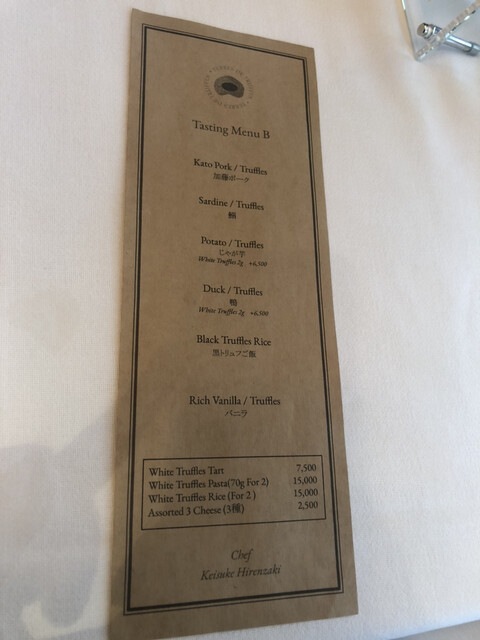 Tasting Menu B
Kato Pork / Truffles
加藤ポーク
Sardine / Truffles
鰯
Potato / Truffles
じゃが芋
White Truffles 2g +6,500
Duck / Truffles
鴨
White Truffles 2g +6,500
Black Truffles Rice
黒トリュフご飯
Rich Vanilla / Truffles
バニラ
White Truffles Tart 7,500
White Truffles Pasta(70g For 2) 15,000
White Truffles Rice (For 2 ) 15,000
Assorted 3 Cheese (3種) 2,500
Chef
Keisuke Hirenzaki